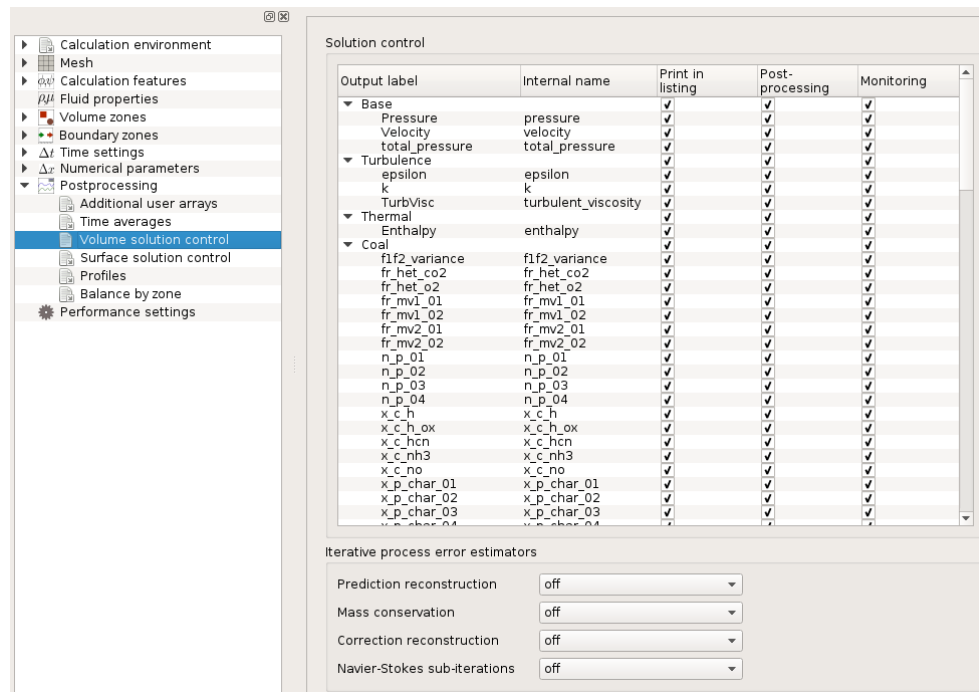 Calculation environment
Mesh
Calculation features
Fluid properties
Volume zones
Boundary zones
Δt Time settings
Δx Numerical parameters
Postprocessing
Additional user arrays
Time averages
Volume solution control
Surface solution control
Profiles
Balance by zone
Performance settings
Solution control
Output label Internal name Print in listing Post-processing Monitoring
Base
Pressure pressure
Velocity velocity
total_pressure total_pressure
Turbulence
epsilon epsilon
k k
TurbVisc turbulent_viscosity
Thermal
Enthalpy enthalpy
Coal
f1f2_variance f1f2_variance
fr_het_co2 fr_het_co2
fr_het_o2 fr_het_o2
fr_mv1_01 fr_mv1_01
fr_mv1_02 fr_mv1_02
fr_mv2_01 fr_mv2_01
fr_mv2_02 fr_mv2_02
n_p_01 n_p_01
n_p_02 n_p_02
n_p_03 n_p_03
n_p_04 n_p_04
x_c_h x_c_h
x_c_h_ox x_c_h_ox
x_c_hcn x_c_hcn
x_c_nh3 x_c_nh3
x_c_no x_c_no
x_p_char_01 x_p_char_01
x_p_char_02 x_p_char_02
x_p_char_03 x_p_char_03
x_p_char_04 x_p_char_04
Iterative process error estimators
Prediction reconstruction off
Mass conservation off
Correction reconstruction off
Navier-Stokes sub-iterations off